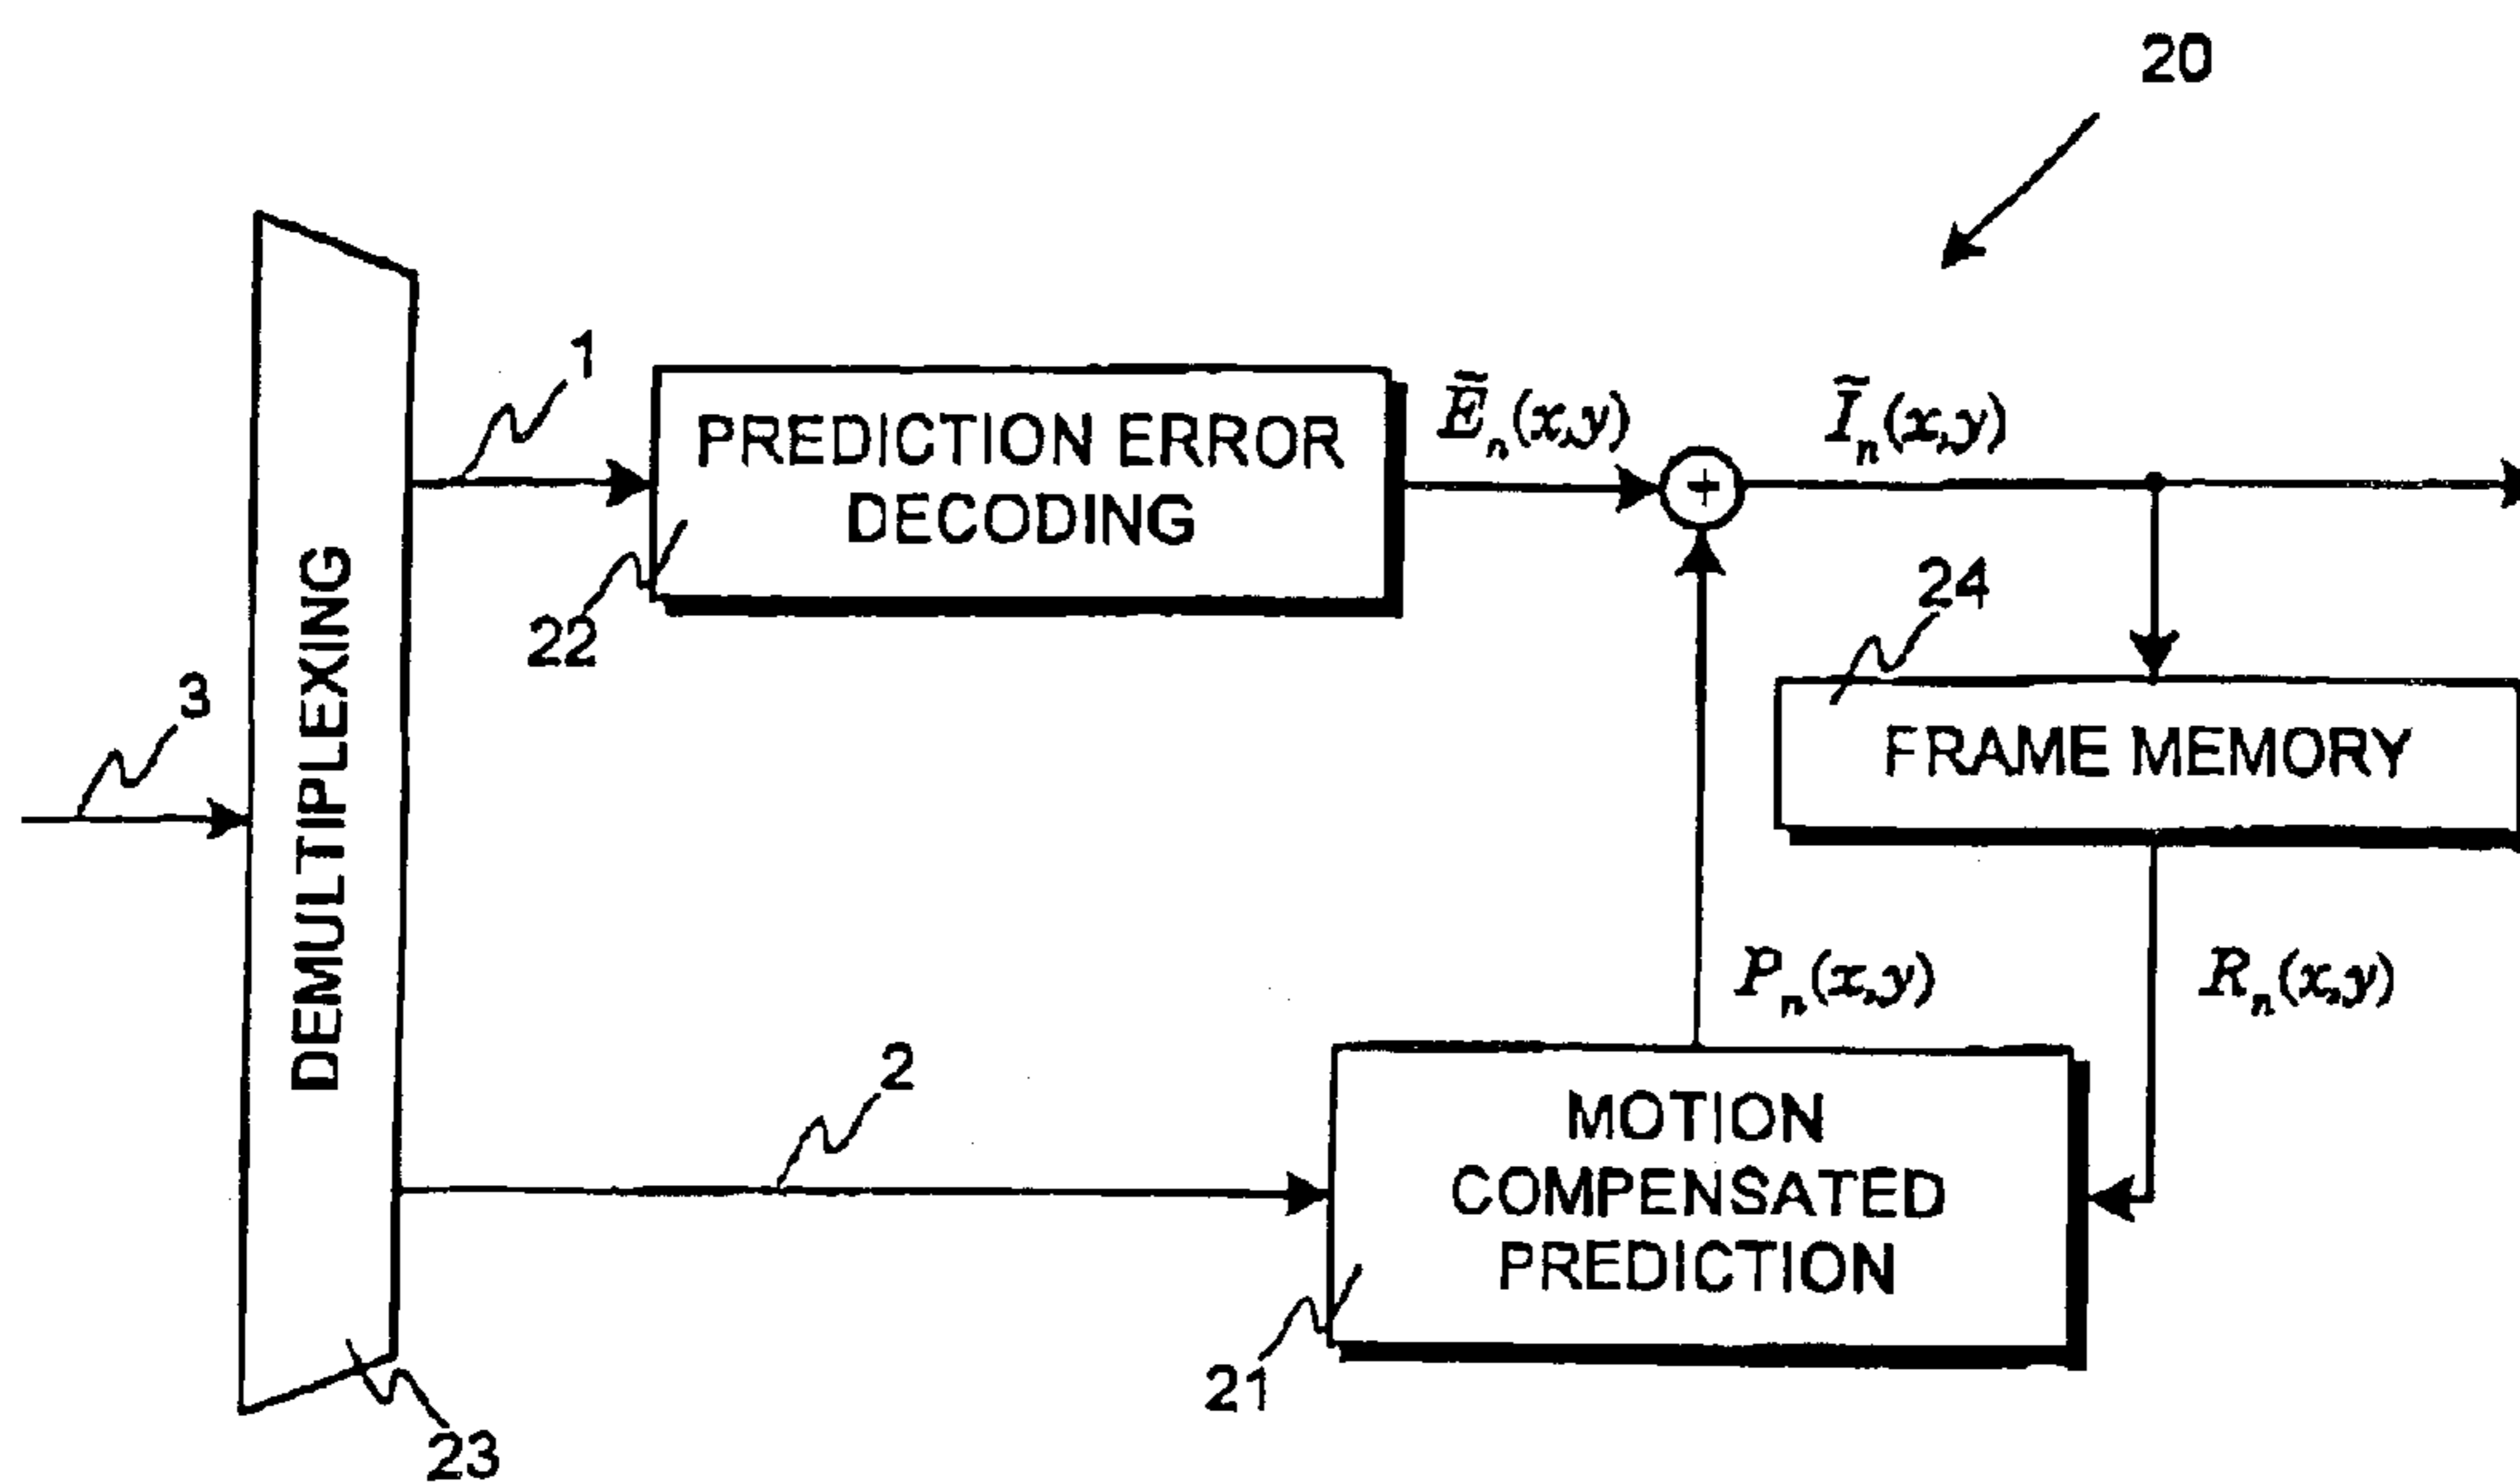 20
1
PREDICTION ERROR
DECODING
22
Ẽₙ(x,y)
+
Ĩₙ(x,y)
24
FRAME MEMORY
3
DEMULTIPLEXING
Pₙ(x,y)
Rₙ(x,y)
2
MOTION
COMPENSATED
PREDICTION
21
23